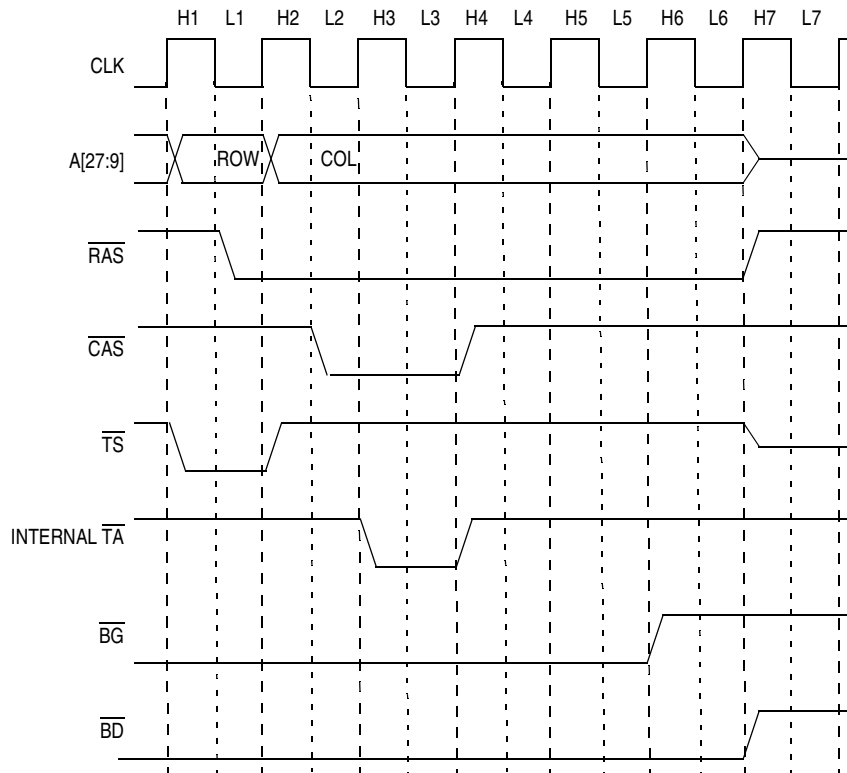 H1 L1 H2 L2 H3 L3 H4 L4 H5 L5 H6 L6 H7 L7
CLK
A[27:9] ROW COL
RAS
CAS
TS
INTERNAL TA
BG
BD